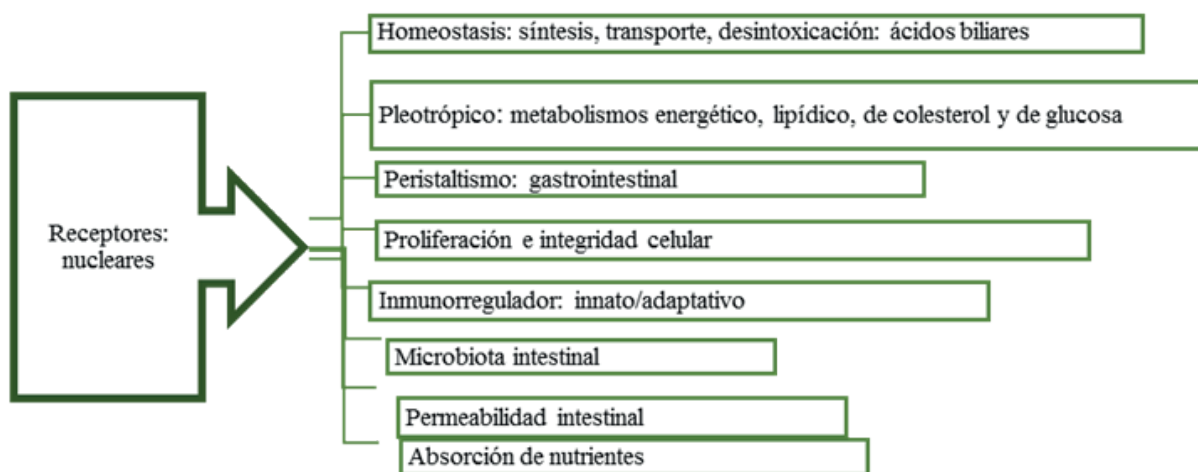 Homeostasis: síntesis, transporte, desintoxicación: ácidos biliares
Pleotrópico: metabolismos energético, lipídico, de colesterol y de glucosa
Peristaltismo: gastrointestinal
Receptores:
nucleares
Proliferación e integridad celular
Inmunorregulador: innato/adaptativo
Microbiota intestinal
Permeabilidad intestinal
Absorción de nutrientes